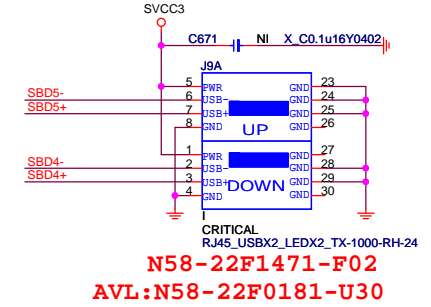 SVCC3
C671 NI X_C0.1u16Y0402
J9A
5 PWR GND 23
SBD5- 6 USB- GND 24
SBD5+ 7 USB+ GND 25
8 GND GND 26
UP
1 PWR GND 27
SBD4- 2 USB- GND 28
SBD4+ 3 USB+ GND 29
4 GND GND 30
DOWN
I
CRITICAL
RJ45_USBX2_LEDX2_TX-1000-RH-24
N58-22F1471-F02
AVL:N58-22F0181-U30